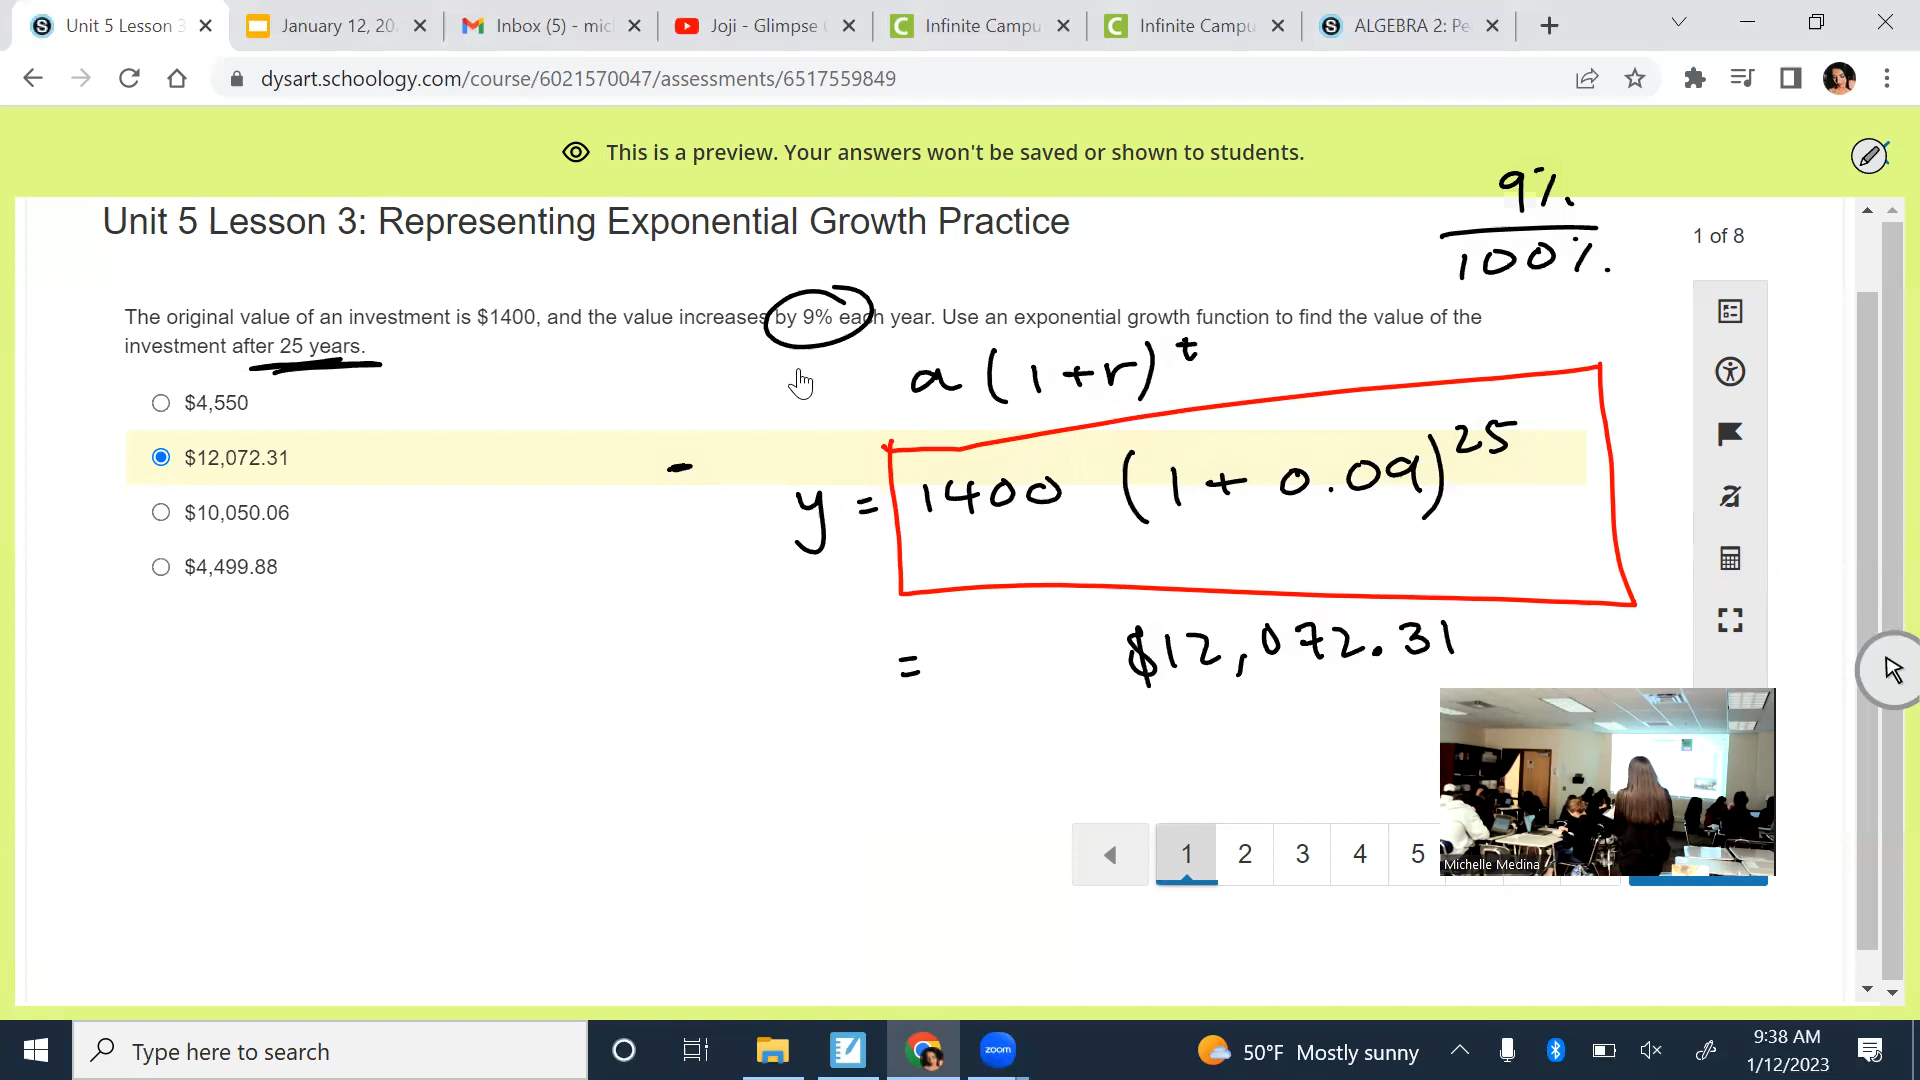 Unit 5 Lesson 3
January 12, 20
Inbox (5) - mic
Joji - Glimpse
Infinite Campu
Infinite Campu
ALGEBRA 2: Pe
dysart.schoology.com/course/6021570047/assessments/6517559849
This is a preview. Your answers won't be saved or shown to students.
9%
100%
Unit 5 Lesson 3: Representing Exponential Growth Practice
1 of 8
The original value of an investment is $1400, and the value increases by 9% each year. Use an exponential growth function to find the value of the
investment after 25 years.
a (1+r)^t
$4,550
$12,072.31
$10,050.06
$4,499.88
y = 1400 (1 + 0.09)^25
= $12,072.31
Michelle Medina
1 2 3 4 5
Type here to search
zoom
50°F Mostly sunny
9:38 AM
1/12/2023